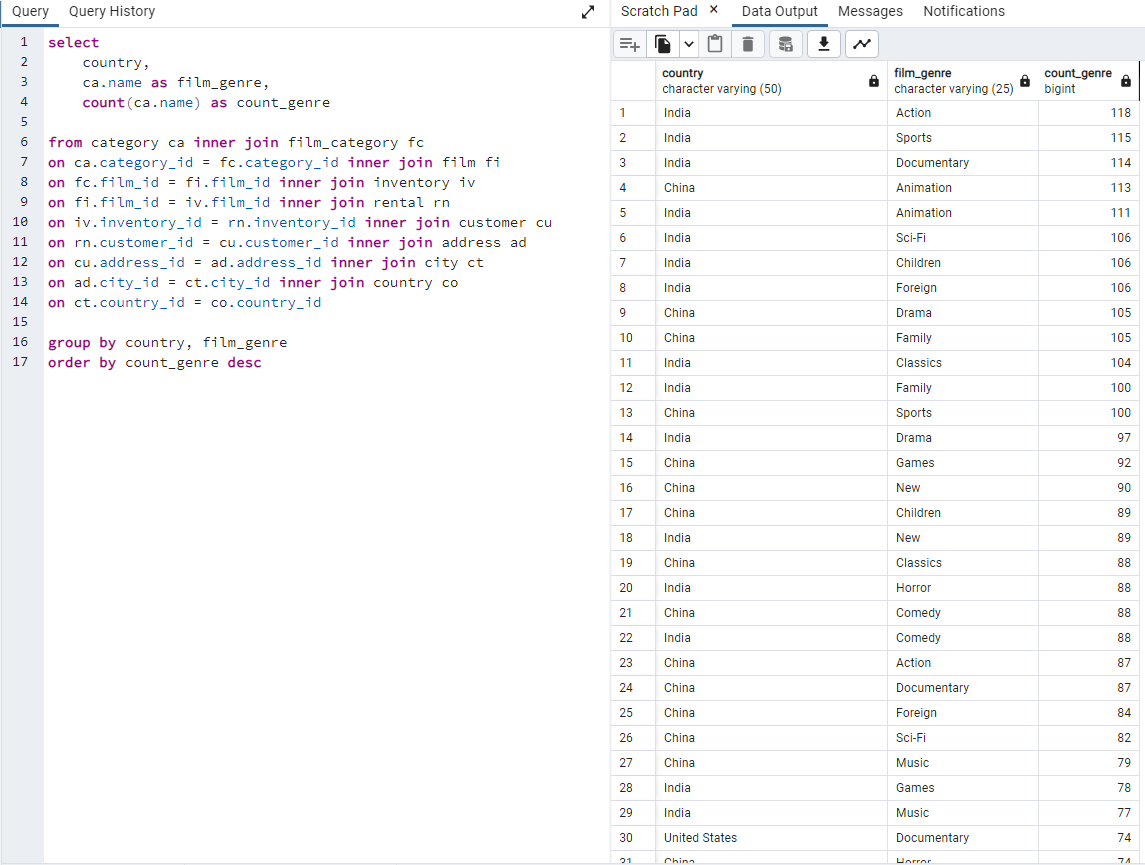 Query Query History
1 select
2 country,
3 ca.name as film_genre,
4 count(ca.name) as count_genre
5
6 from category ca inner join film_category fc
7 on ca.category_id = fc.category_id inner join film fi
8 on fc.film_id = fi.film_id inner join inventory iv
9 on fi.film_id = iv.film_id inner join rental rn
10 on iv.inventory_id = rn.inventory_id inner join customer cu
11 on rn.customer_id = cu.customer_id inner join address ad
12 on cu.address_id = ad.address_id inner join city ct
13 on ad.city_id = ct.city_id inner join country co
14 on ct.country_id = co.country_id
15
16 group by country, film_genre
17 order by count_genre desc
Scratch Pad × Data Output Messages Notifications
country film_genre count_genre
character varying (50) character varying (25) bigint
1 India Action 118
2 India Sports 115
3 India Documentary 114
4 China Animation 113
5 India Animation 111
6 India Sci-Fi 106
7 India Children 106
8 India Foreign 106
9 China Drama 105
10 China Family 105
11 India Classics 104
12 India Family 100
13 China Sports 100
14 India Drama 97
15 China Games 92
16 China New 90
17 China Children 89
18 India New 89
19 China Classics 88
20 India Horror 88
21 China Comedy 88
22 India Comedy 88
23 China Action 87
24 China Documentary 87
25 China Foreign 84
26 China Sci-Fi 82
27 China Music 79
28 India Games 78
29 India Music 77
30 United States Documentary 74
31 China Horror 74